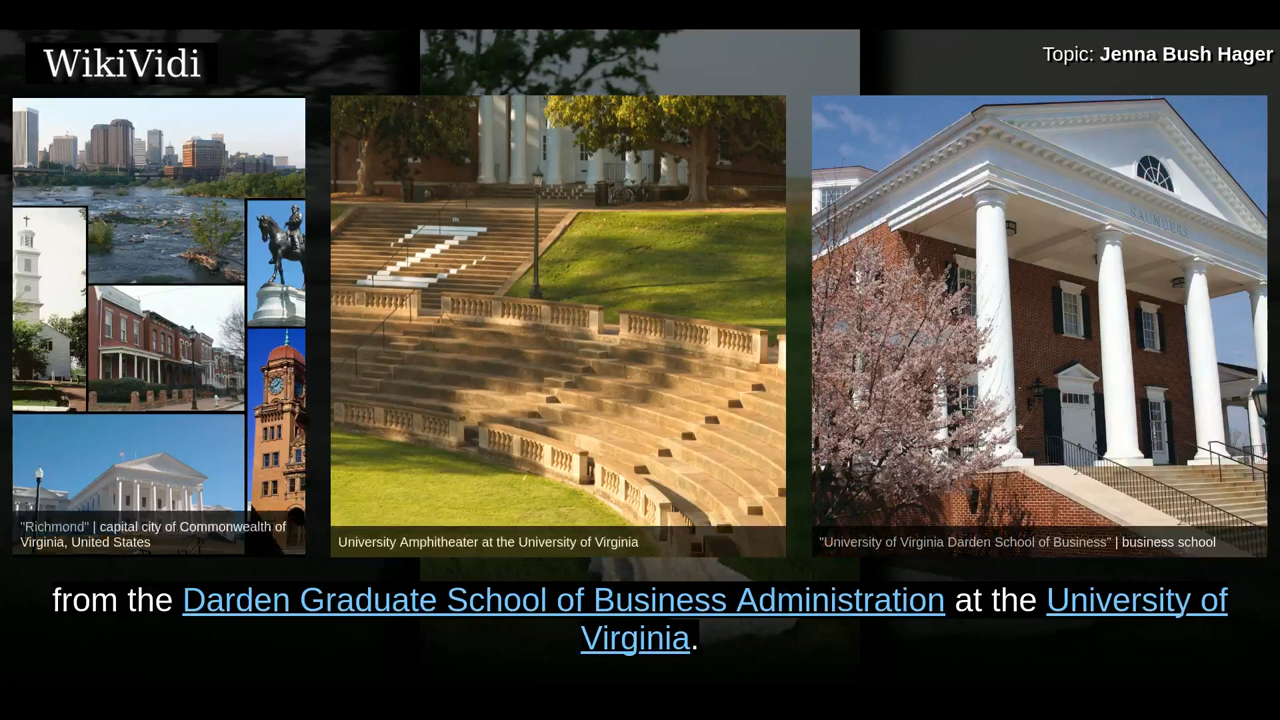 WikiVidi
Topic: Jenna Bush Hager
SAUNDERS
"Richmond" | capital city of Commonwealth of
Virginia, United States
University Amphitheater at the University of Virginia
"University of Virginia Darden School of Business" | business school
from the Darden Graduate School of Business Administration at the University of
Virginia.